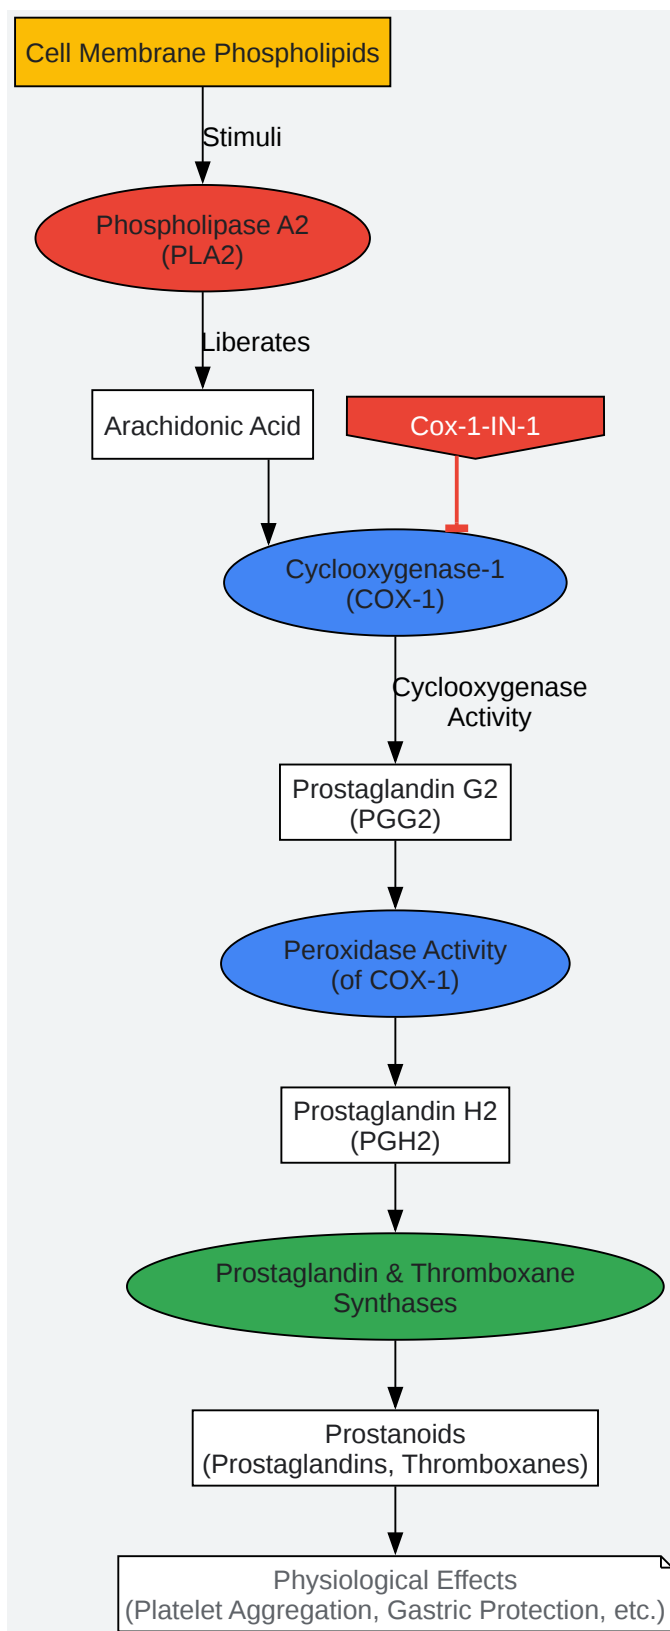 Cell Membrane Phospholipids
Stimuli
Phospholipase A2
(PLA2)
Liberates
Arachidonic Acid
Cox-1-IN-1
Cyclooxygenase-1
(COX-1)
Cyclooxygenase
Activity
Prostaglandin G2
(PGG2)
Peroxidase Activity
(of COX-1)
Prostaglandin H2
(PGH2)
Prostaglandin & Thromboxane
Synthases
Prostanoids
(Prostaglandins, Thromboxanes)
Physiological Effects
(Platelet Aggregation, Gastric Protection, etc.)